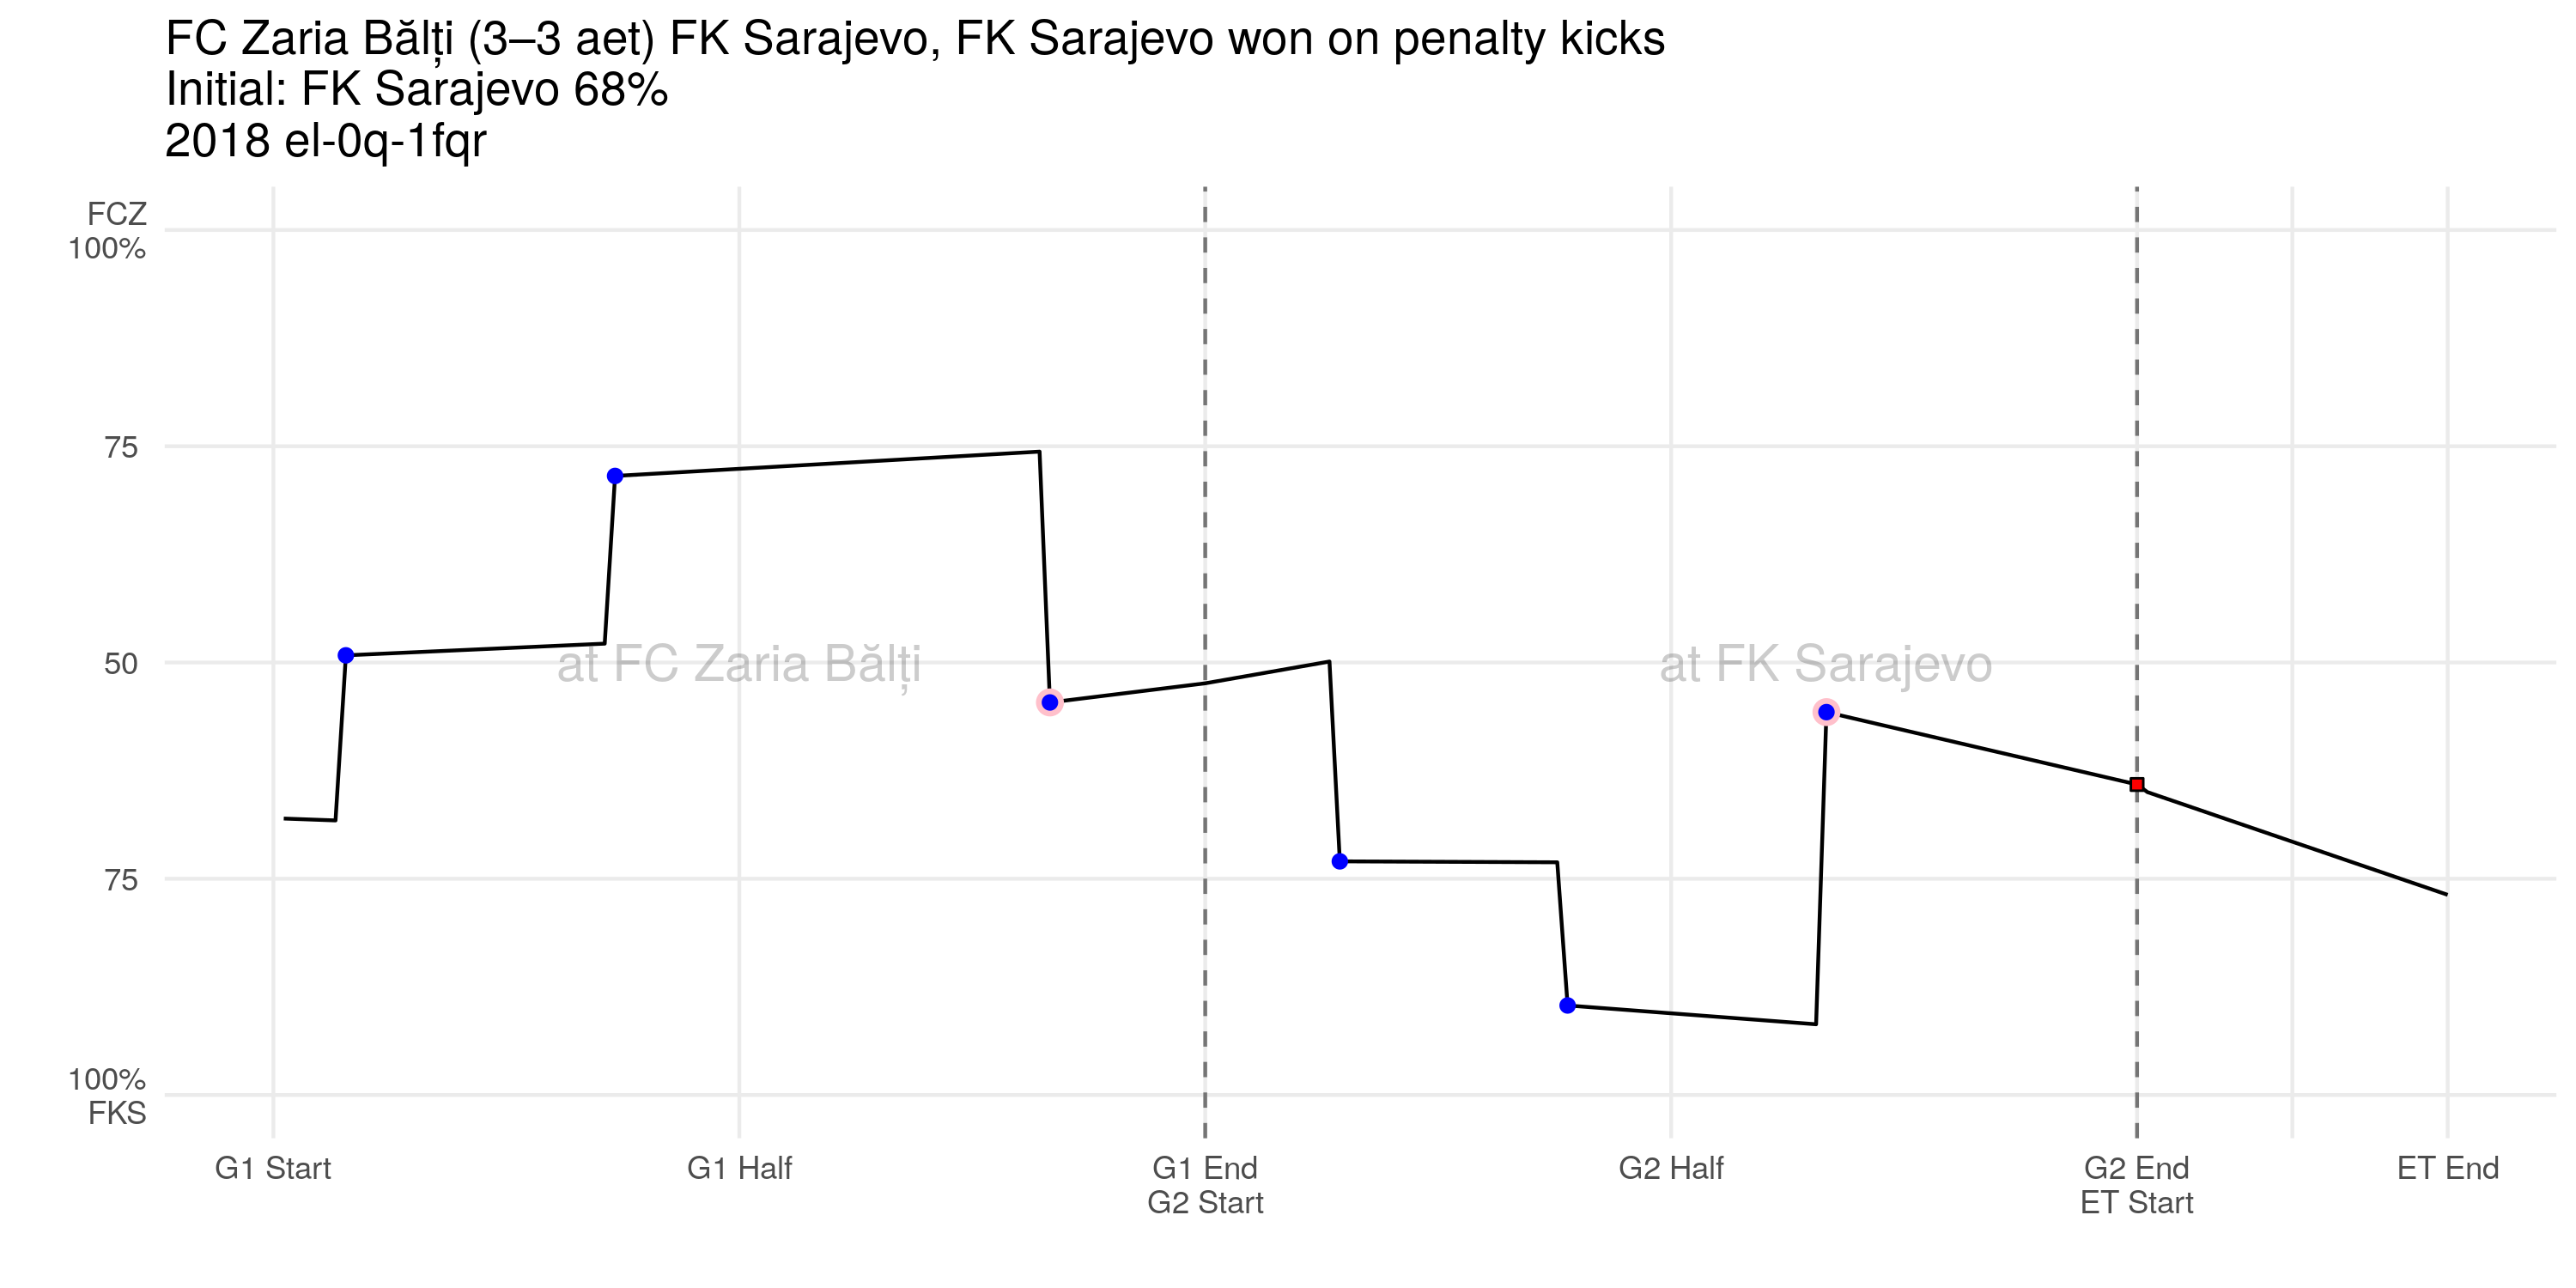 FC Zaria Bălți (3–3 aet) FK Sarajevo, FK Sarajevo won on penalty kicks
Initial: FK Sarajevo 68%
2018 el-0q-1fqr
FCZ
100%
75
50
75
100%
FKS
at FC Zaria Bălți
at FK Sarajevo
G1 Start
G1 Half
G1 End
G2 Start
G2 Half
G2 End
ET Start
ET End